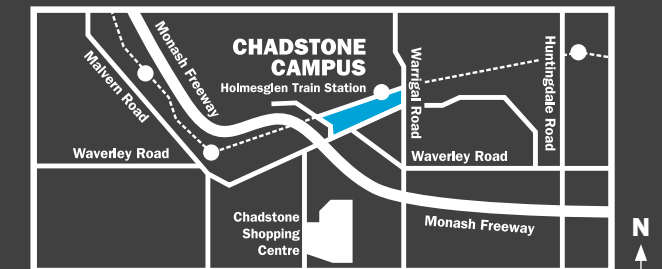 Monash Freeway
CHADSTONE
CAMPUS
Holmesglen Train Station
Malvern Road
Warrigal Road
Huntingdale Road
Waverley Road
Waverley Road
Chadstone
Shopping
Centre
Monash Freeway
N